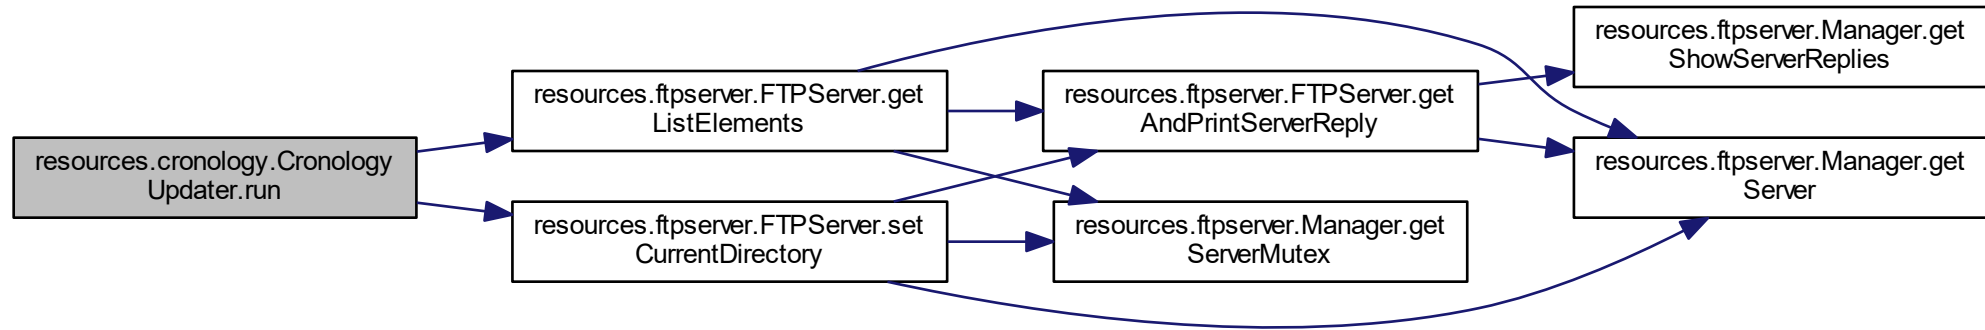 resources.cronology.Cronology
Updater.run
resources.ftpserver.FTPServer.get
ListElements
resources.ftpserver.FTPServer.set
CurrentDirectory
resources.ftpserver.FTPServer.get
AndPrintServerReply
resources.ftpserver.Manager.get
ServerMutex
resources.ftpserver.Manager.get
ShowServerReplies
resources.ftpserver.Manager.get
Server